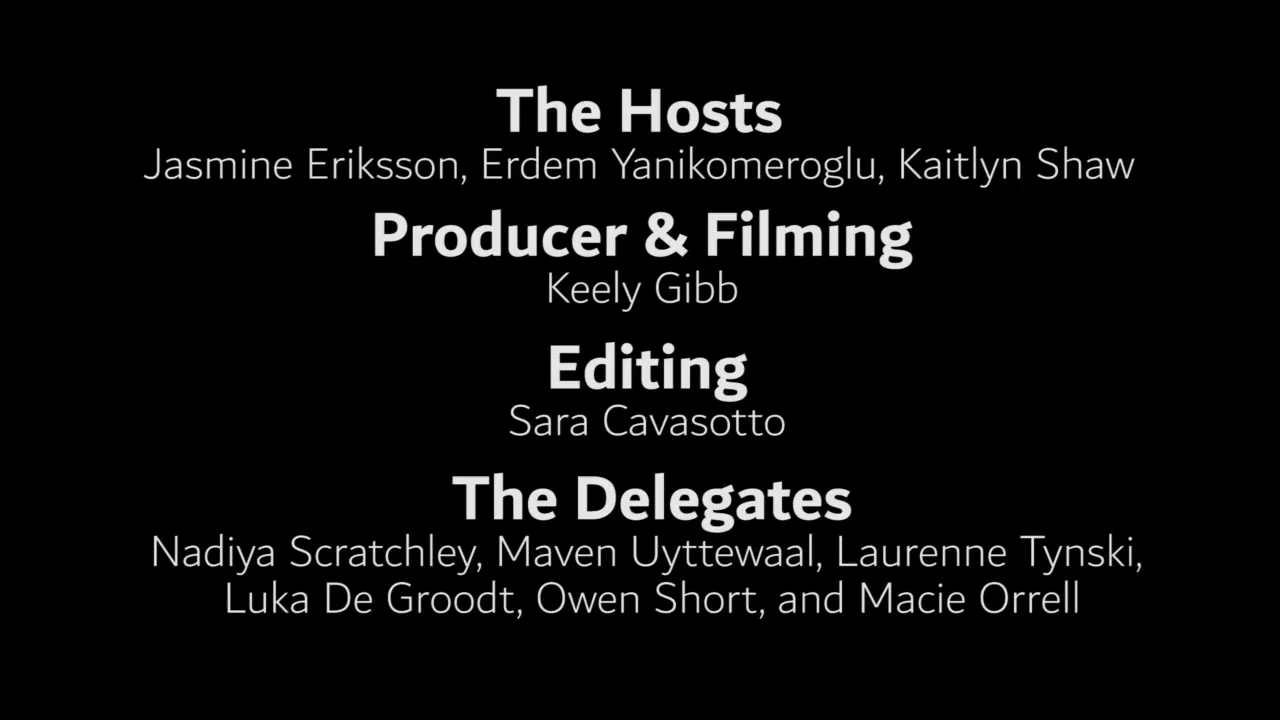 The Hosts
Jasmine Eriksson, Erdem Yanikomeroglu, Kaitlyn Shaw
Producer & Filming
Keely Gibb
Editing
Sara Cavasotto
The Delegates
Nadiya Scratchley, Maven Uyttewaal, Laurenne Tynski,
Luka De Groodt, Owen Short, and Macie Orrell